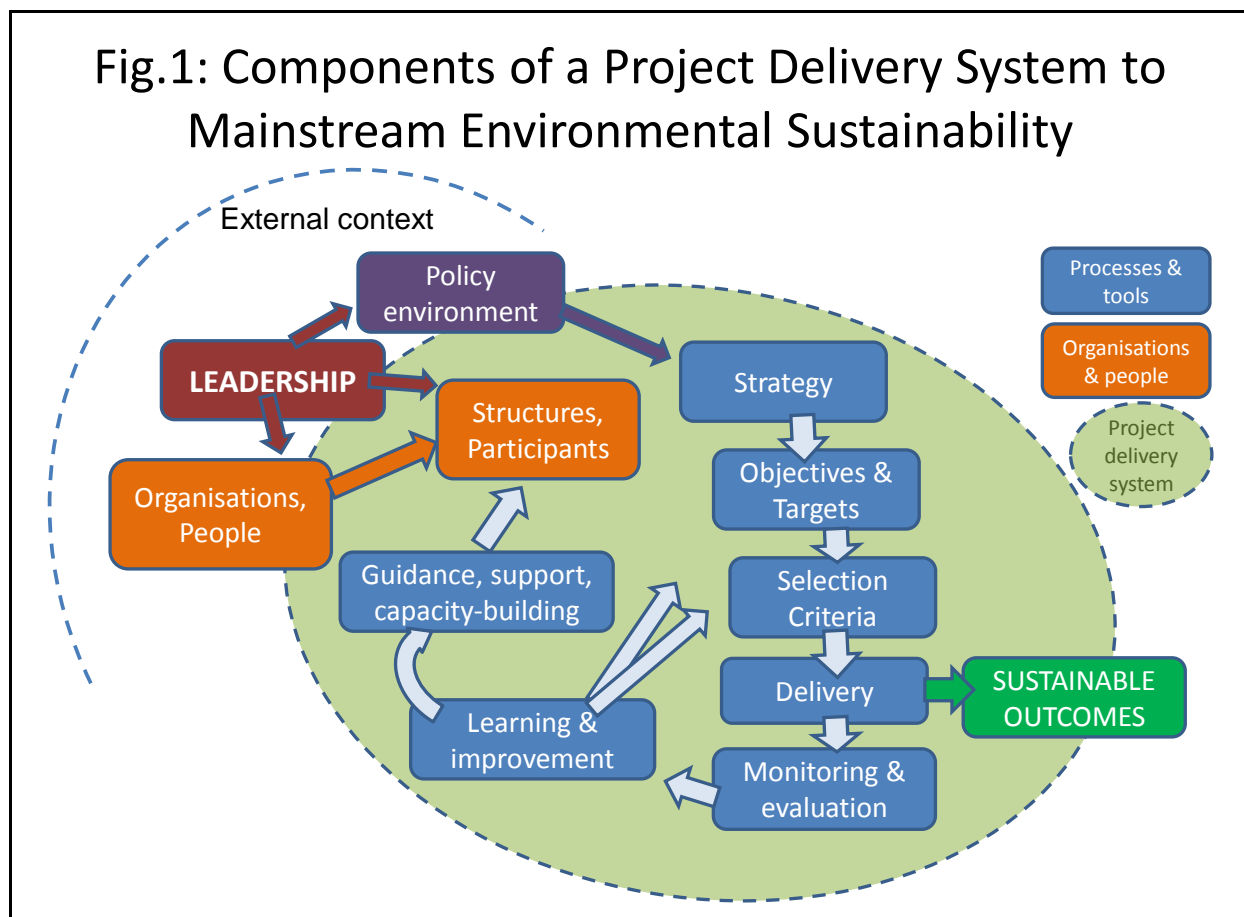 Fig.1: Components of a Project Delivery System to
Mainstream Environmental Sustainability
External context
Policy
environment
Processes &
tools
LEADERSHIP
Organisations
& people
Strategy
Structures,
Participants
Project
delivery
system
Organisations,
People
Objectives &
Targets
Guidance, support,
capacity-building
Selection
Criteria
Delivery
SUSTAINABLE
OUTCOMES
Learning &
improvement
Monitoring &
evaluation